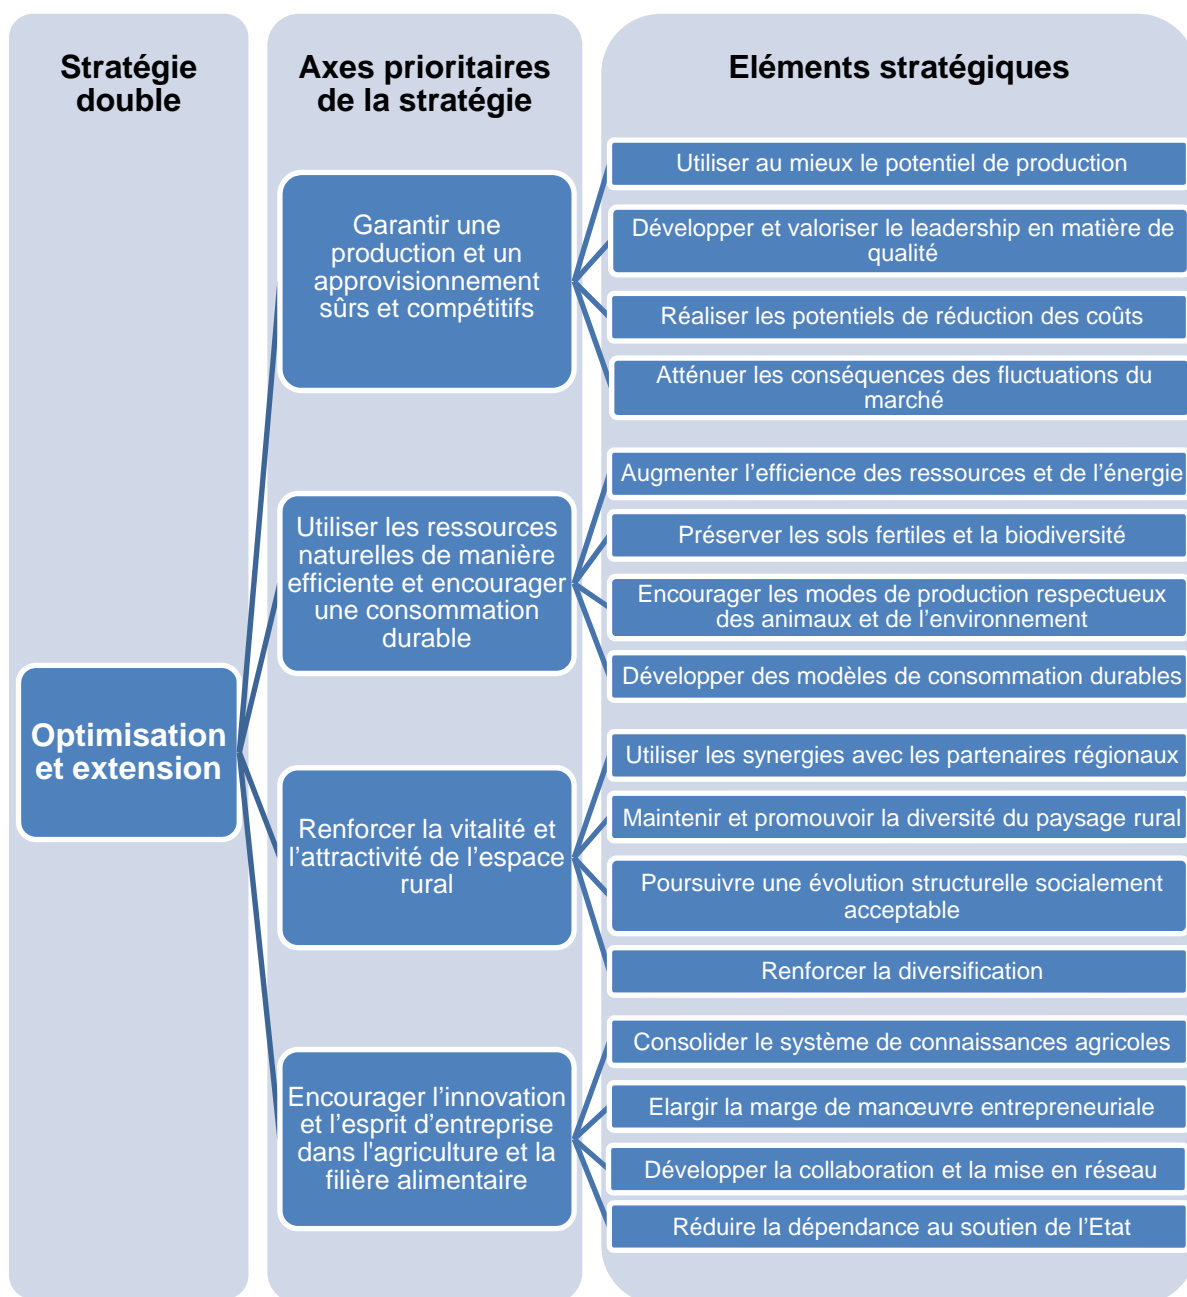 Stratégie
double
Axes prioritaires
de la stratégie
Eléments stratégiques
Optimisation
et extension
Garantir une
production et un
approvisionnement
sûrs et compétitifs
Utiliser au mieux le potentiel de production
Développer et valoriser le leadership en matière de
qualité
Réaliser les potentiels de réduction des coûts
Atténuer les conséquences des fluctuations du
marché
Utiliser les ressources
naturelles de manière
efficiente et encourager
une consommation
durable
Augmenter l’efficience des ressources et de l’énergie
Préserver les sols fertiles et la biodiversité
Encourager les modes de production respectueux
des animaux et de l’environnement
Développer des modèles de consommation durables
Renforcer la vitalité et
l’attractivité de l’espace
rural
Utiliser les synergies avec les partenaires régionaux
Maintenir et promouvoir la diversité du paysage rural
Poursuivre une évolution structurelle socialement
acceptable
Renforcer la diversification
Encourager l’innovation
et l’esprit d’entreprise
dans l'agriculture et la
filière alimentaire
Consolider le système de connaissances agricoles
Elargir la marge de manœuvre entrepreneuriale
Développer la collaboration et la mise en réseau
Réduire la dépendance au soutien de l’Etat